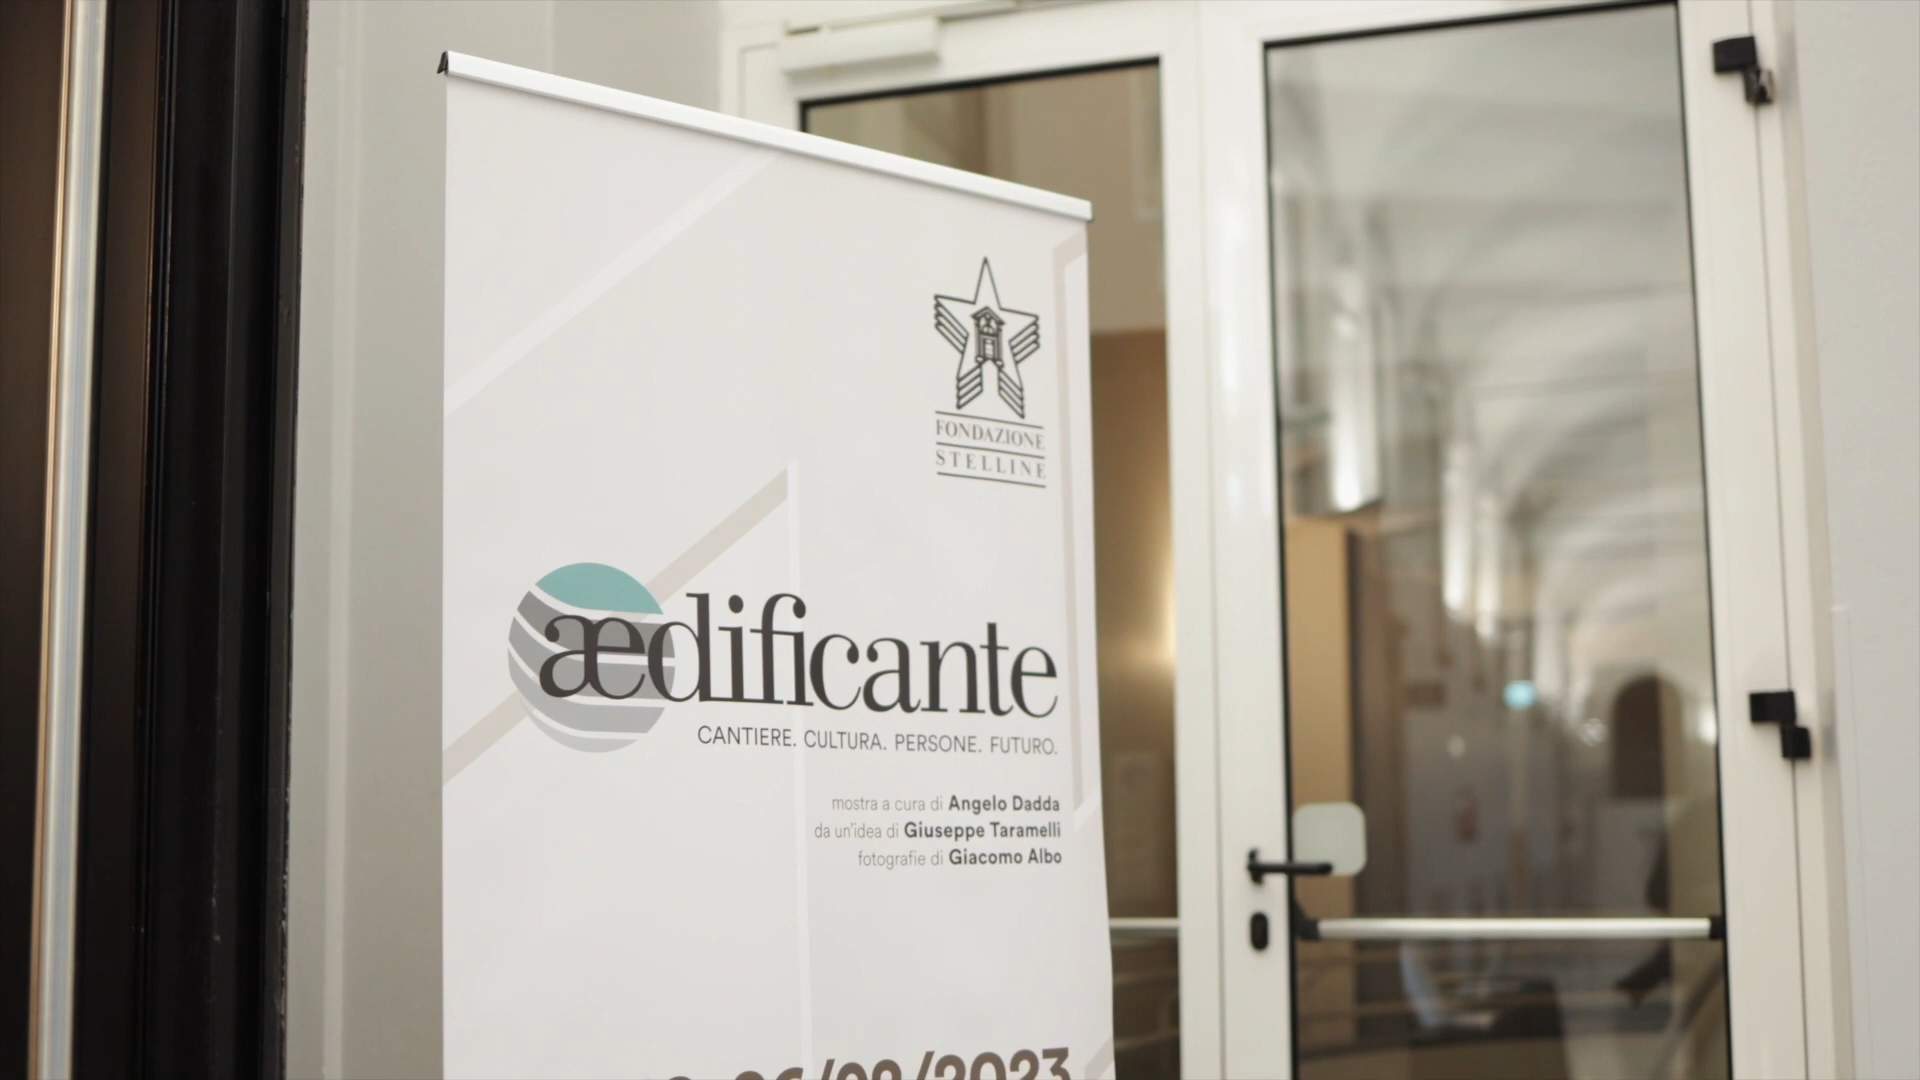 FONDAZIONE
STELLINE
ædificante
CANTIERE. CULTURA. PERSONE. FUTURO.
mostra a cura di Angelo Dadda
da un'idea di Giuseppe Taramelli
fotografie di Giacomo Albo